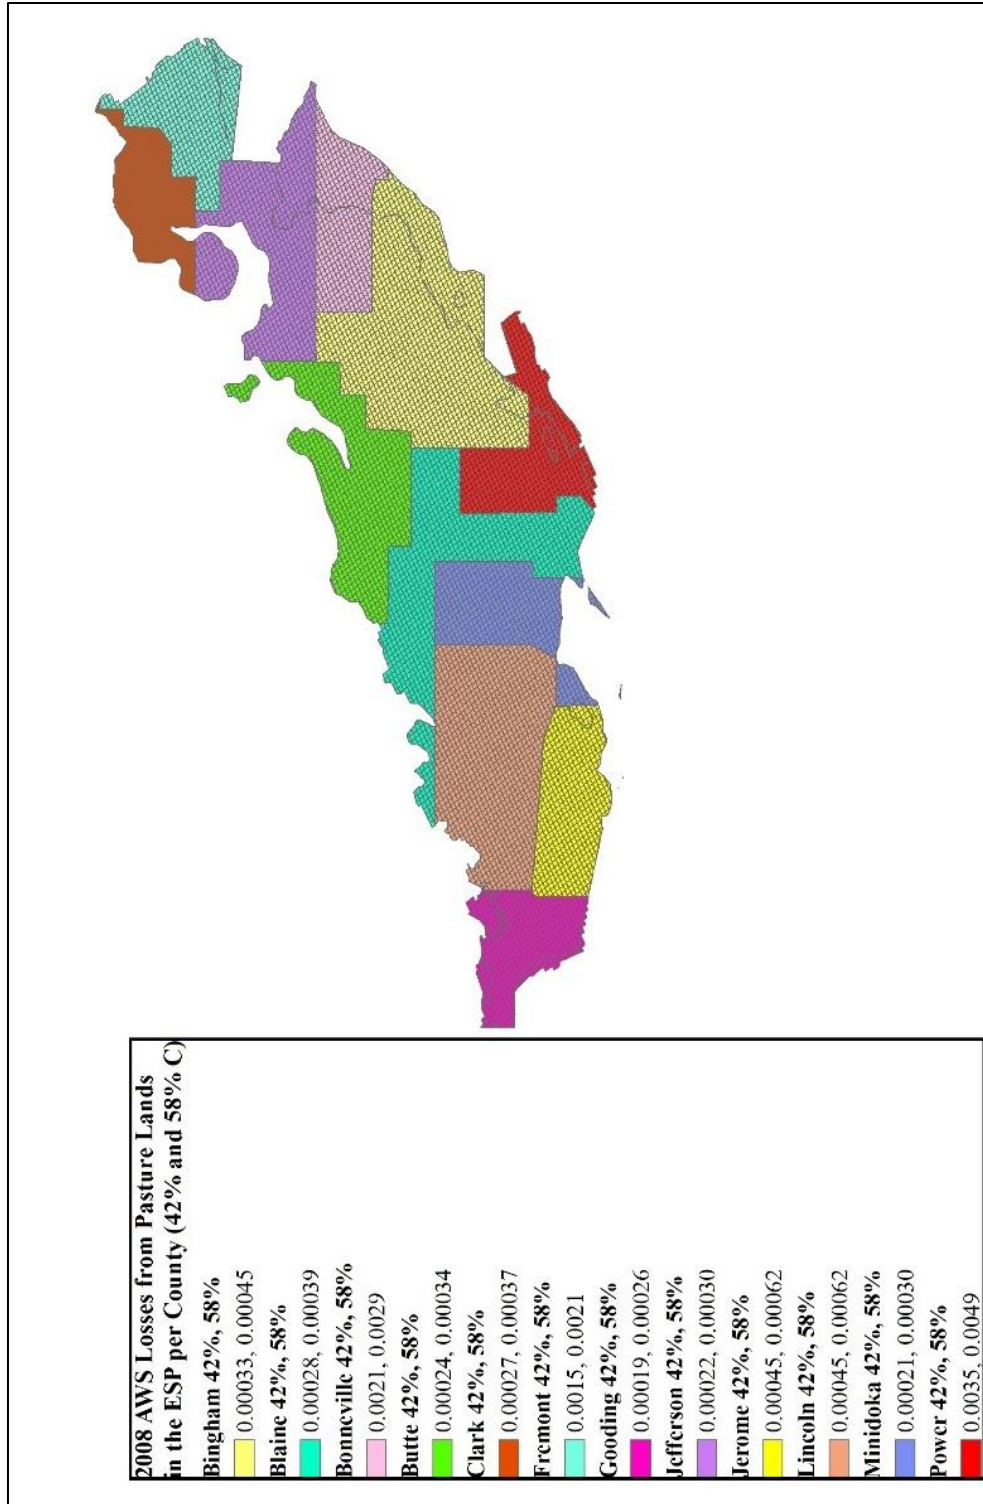 2008 AWS Losses from Pasture Lands
in the ESP per County (42% and 58% C)
Bingham 42%, 58%
0.00033, 0.00045
Blaine 42%, 58%
0.00028, 0.00039
Bonneville 42%, 58%
0.0021, 0.0029
Butte 42%, 58%
0.00024, 0.00034
Clark 42%, 58%
0.00027, 0.00037
Fremont 42%, 58%
0.0015, 0.0021
Gooding 42%, 58%
0.00019, 0.00026
Jefferson 42%, 58%
0.00022, 0.00030
Jerome 42%, 58%
0.00045, 0.00062
Lincoln 42%, 58%
0.00045, 0.00062
Minidoka 42%, 58%
0.00021, 0.00030
Power 42%, 58%
0.0035, 0.0049